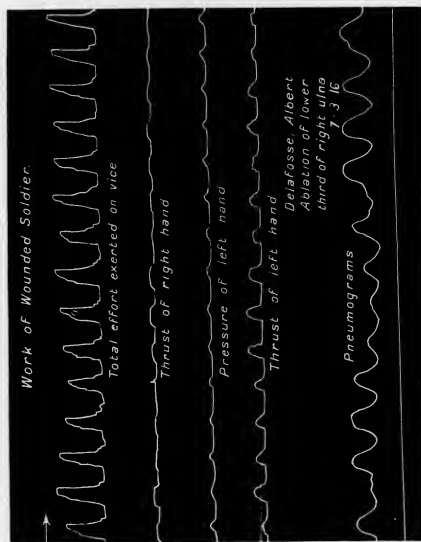 Work of Wounded Soldier.
Total effort exerted on vice
Thrust of right hand
Pressure of left hand
Thrust of left hand
Delafosse, Albert
Ablation of lower
third of right ulna
7·3·16
Pneumograms